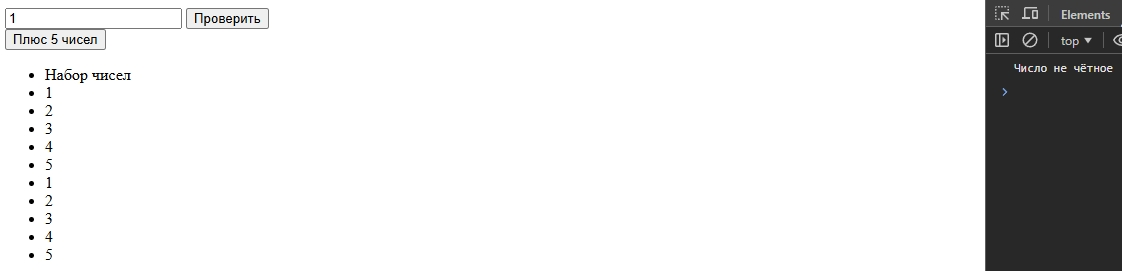 1 Проверить
Плюс 5 чисел
Набор чисел
1
2
3
4
5
1
2
3
4
5
Elements
top
Число не чётное